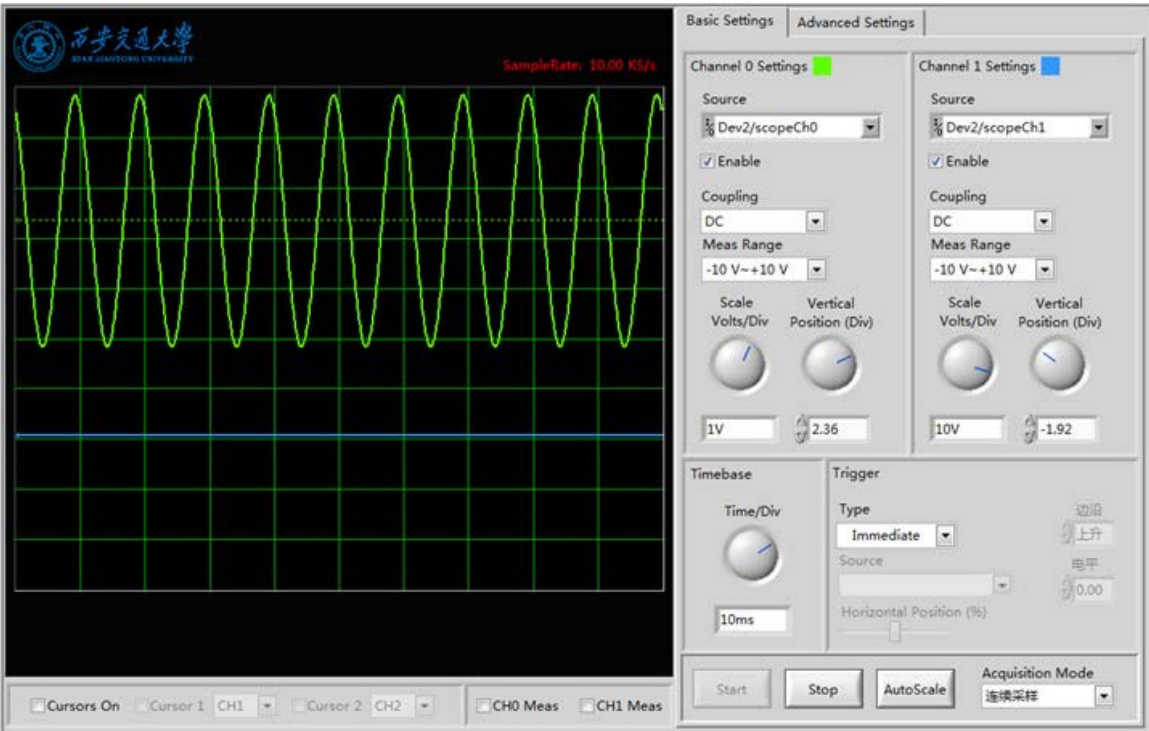 西安交通大学
XI'AN JIAOTONG UNIVERSITY
SampleRate: 10.00 KS/s
Basic Settings Advanced Settings
Channel 0 Settings Channel 1 Settings
Source Source
Dev2/scopeCh0 Dev2/scopeCh1
Enable Enable
Coupling Coupling
DC DC
Meas Range Meas Range
-10 V~+10 V -10 V~+10 V
Scale Vertical Scale Vertical
Volts/Div Position (Div) Volts/Div Position (Div)
1V 2.36 10V -1.92
Timebase Trigger
Time/Div Type 边沿
Immediate 上升
Source 电平
0.00
10ms Horizontal Position (%)
Start Stop AutoScale Acquisition Mode
连续采样
Cursors On Cursor 1 CH1 Cursor 2 CH2 CH0 Meas CH1 Meas